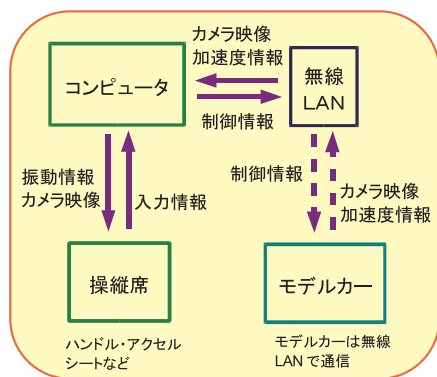 カメラ映像
加速度情報
コンピュータ
無線
LAN
制御情報
振動情報
カメラ映像
入力情報
制御情報
カメラ映像
加速度情報
操縦席
モデルカー
ハンドル・アクセル
シートなど
モデルカーは無線
LANで通信